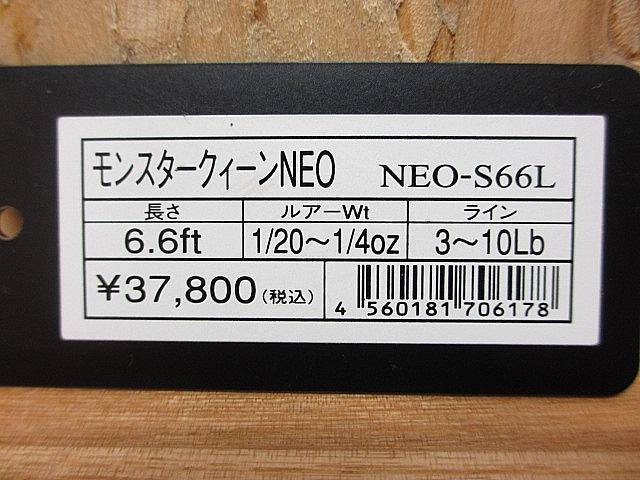 モンスタークィーンNEO NEO-S66L
長さ ルアーWt ライン
6.6ft 1/20～1/4oz 3～10Lb
¥37,800(税込)
4 560181 706178